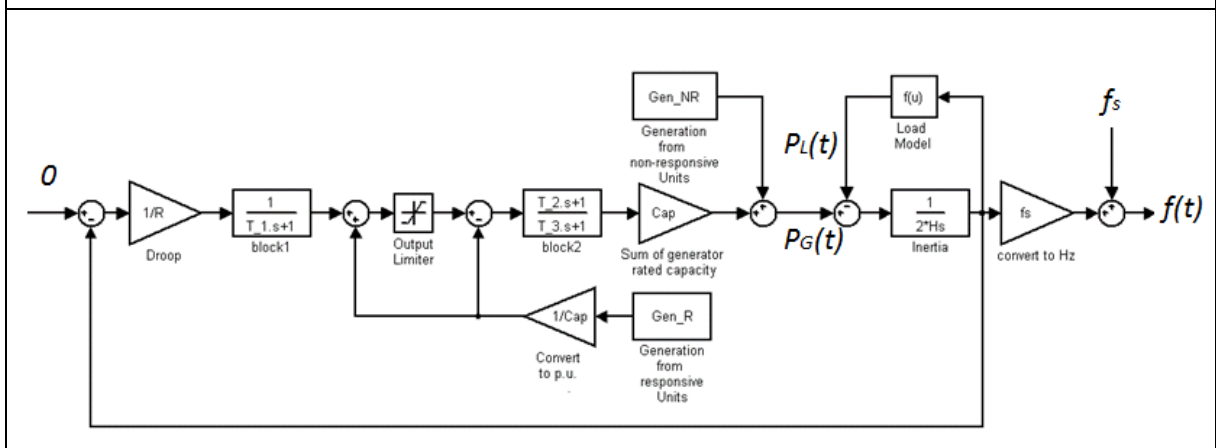 0
1/R
Droop
1
T_1.s+1
block1
Output
Limiter
T_2.s+1
T_3.s+1
block2
Cap
Sum of generator
rated capacity
Gen_NR
Generation
from
non-responsive
Units
PL(t)
PG(t)
f(u)
Load
Model
1
2*Hs
Inertia
fs
convert to Hz
fs
f(t)
1/Cap
Convert
to p.u.
Gen_R
Generation
from
responsive
Units